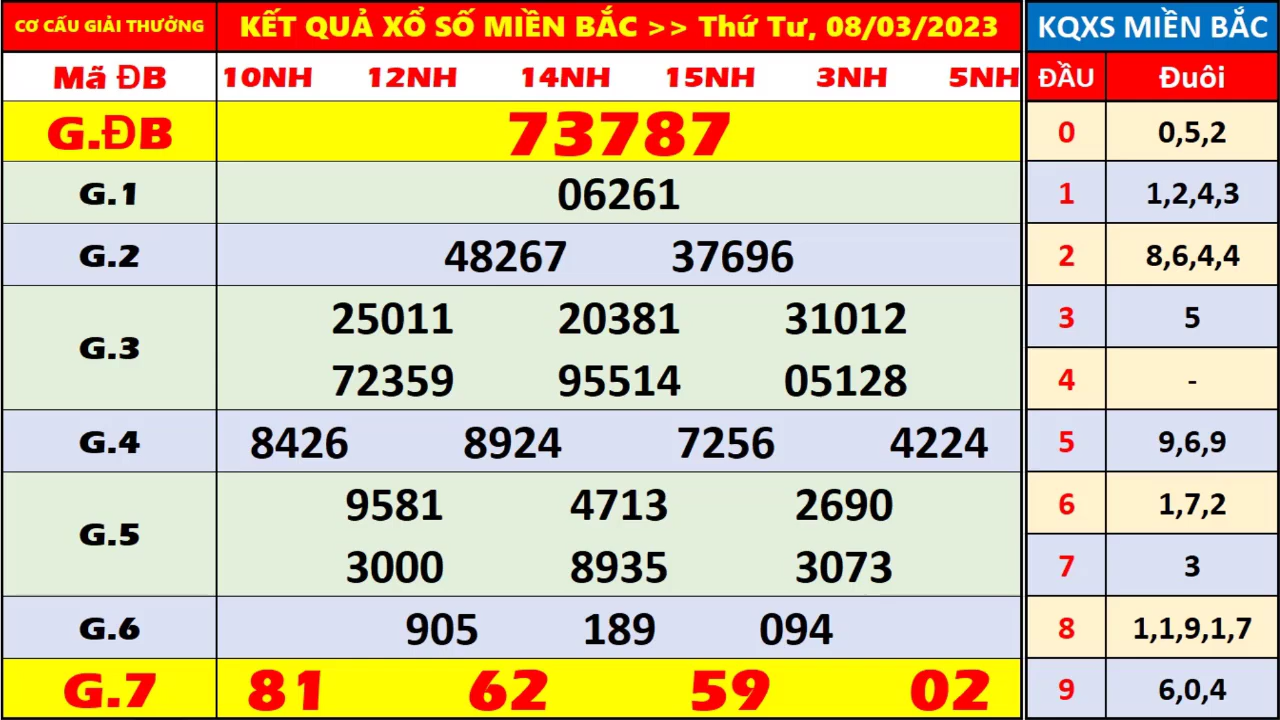 CƠ CẤU GIẢI THƯỞNG KẾT QUẢ XỔ SỐ MIỀN BẮC >> Thứ Tư, 08/03/2023 KQXS MIỀN BẮC
Mã ĐB 10NH 12NH 14NH 15NH 3NH 5NH ĐẦU Đuôi
G.ĐB 73787 0 0,5,2
G.1 06261 1 1,2,4,3
G.2 48267 37696 2 8,6,4,4
G.3 25011 20381 31012 3 5
72359 95514 05128 4 -
G.4 8426 8924 7256 4224 5 9,6,9
G.5 9581 4713 2690 6 1,7,2
3000 8935 3073 7 3
G.6 905 189 094 8 1,1,9,1,7
G.7 81 62 59 02 9 6,0,4